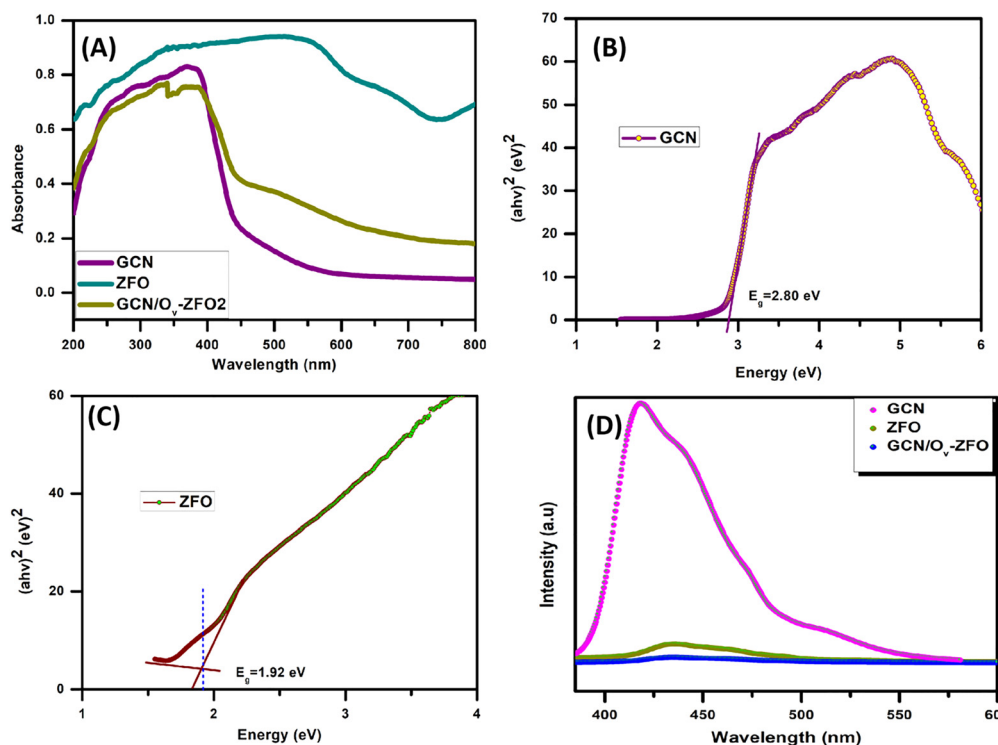 (A)
Absorbance
1.0
0.8
0.6
0.4
0.2
0.0
GCN
ZFO
GCN/Ov-ZFO2
200 300 400 500 600 700 800
Wavelength (nm)
(B)
(ahv)2 (eV)2
70
60
50
40
30
20
10
0
GCN
Eg=2.80 eV
1 2 3 4 5 6
Energy (eV)
(C)
(ahv)2 (eV)2
60
40
20
0
ZFO
Eg=1.92 eV
1 2 3 4
Energy (eV)
(D)
Intensity (a.u)
GCN
ZFO
GCN/Ov-ZFO
400 450 500 550 600
Wavelength (nm)